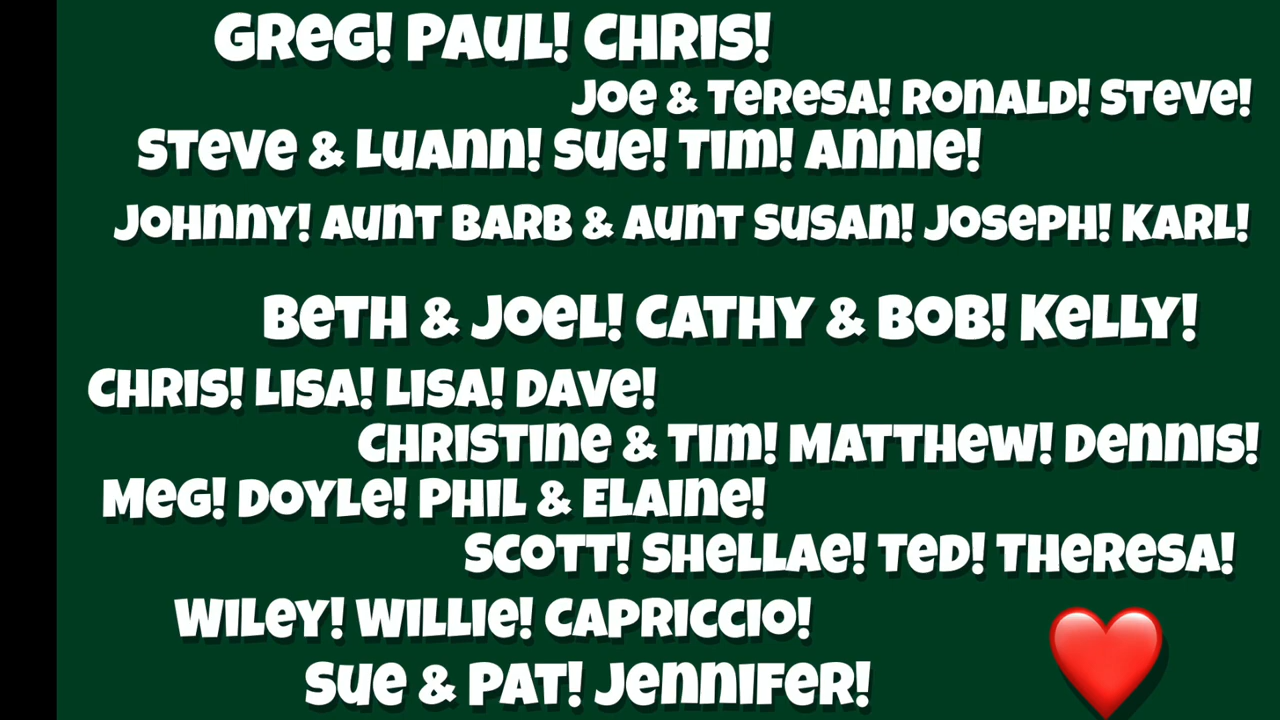 Greg! Paul! Chris!
Joe & Teresa! Ronald! Steve!
Steve & Luann! Sue! Tim! Annie!
Johnny! Aunt Barb & Aunt Susan! Joseph! Karl!
Beth & Joel! Cathy & Bob! Kelly!
Chris! Lisa! Lisa! Dave!
Christine & Tim! Matthew! Dennis!
Meg! Doyle! Phil & Elaine!
Scott! Shellae! Ted! Theresa!
Wiley! Willie! Capriccio!
Sue & Pat! Jennifer!